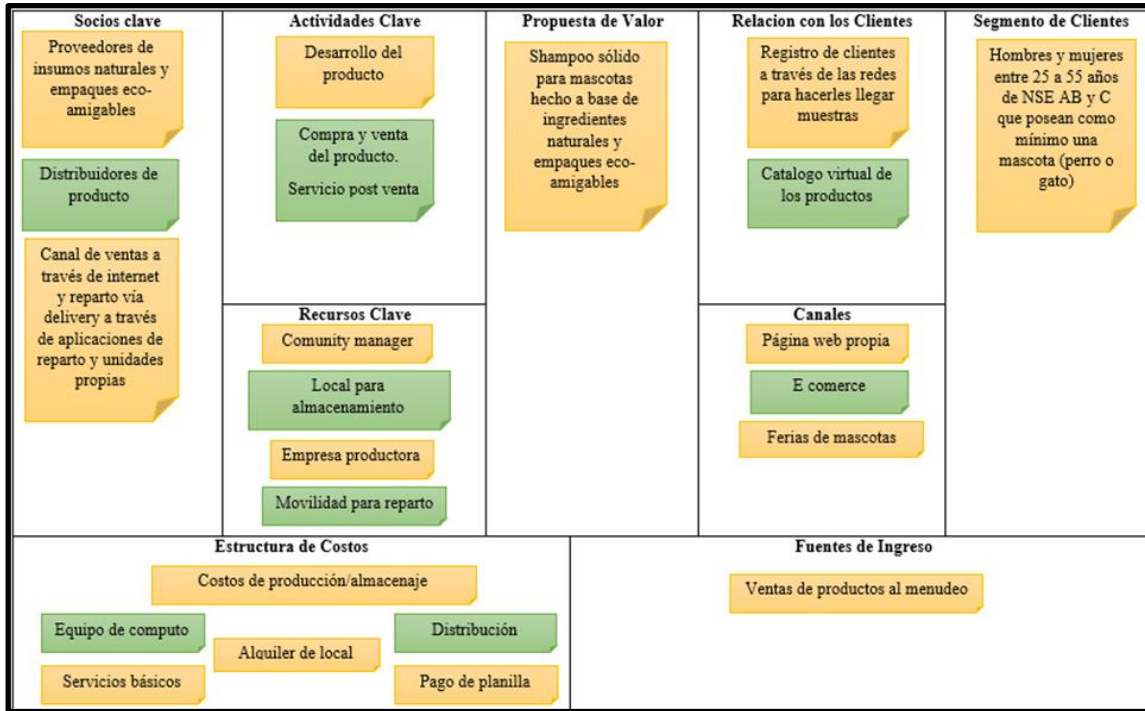 Socios clave
Proveedores de
insumos naturales y
empaques eco-
amigables
Distribuidores de
producto
Canal de ventas a
través de internet
y reparto vía
delivery a través
de aplicaciones de
reparto y unidades
propias
Actividades Clave
Desarrollo del
producto
Compra y venta
del producto.
Servicio post venta
Recursos Clave
Comunity manager
Local para
almacenamiento
Empresa productora
Movilidad para reparto
Propuesta de Valor
Shampoo sólido
para mascotas
hecho a base de
ingredientes
naturales y
empaques eco-
amigables
Relacion con los Clientes
Registro de clientes
a través de las redes
para hacerles llegar
muestras
Catalogo virtual de
los productos
Canales
Página web propia
E comerce
Ferias de mascotas
Segmento de Clientes
Hombres y mujeres
entre 25 a 55 años
de NSE AB y C
que posean como
mínimo una
mascota (perro o
gato)
Estructura de Costos
Costos de producción/almacenaje
Equipo de computo
Distribución
Alquiler de local
Servicios básicos
Pago de planilla
Fuentes de Ingreso
Ventas de productos al menudeo